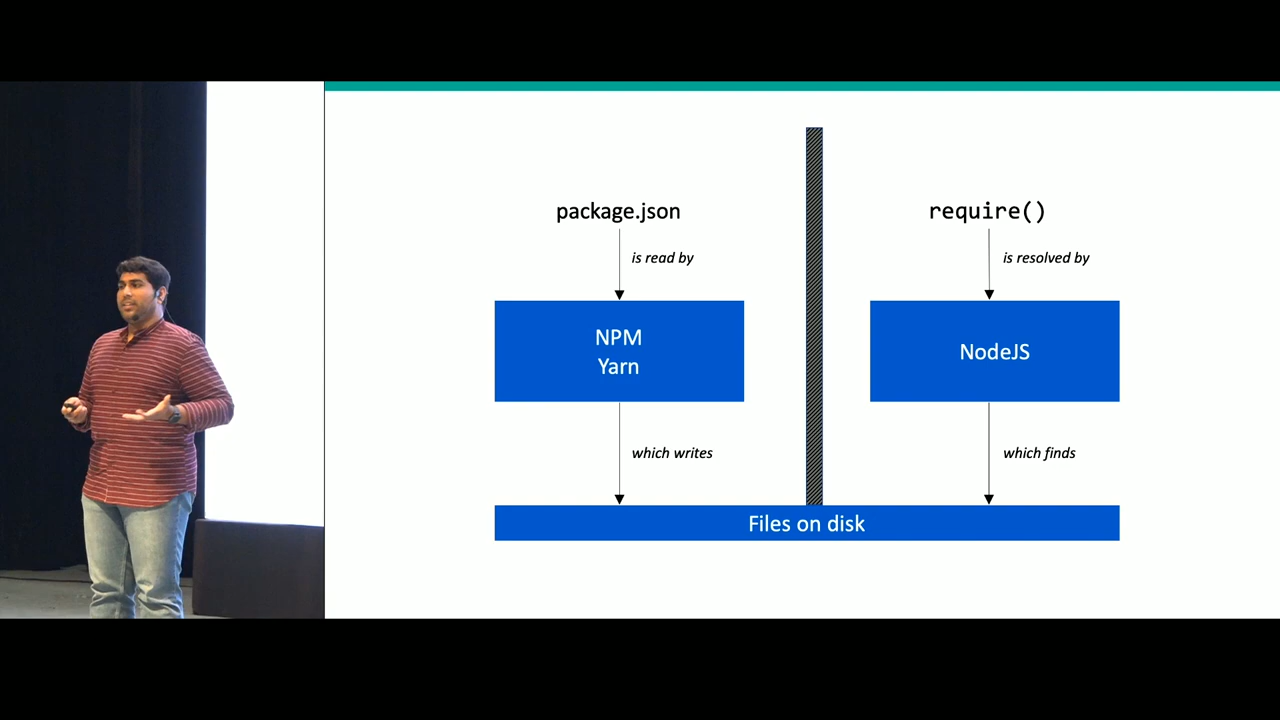 package.json
is read by
NPM
Yarn
which writes
require()
is resolved by
NodeJS
which finds
Files on disk